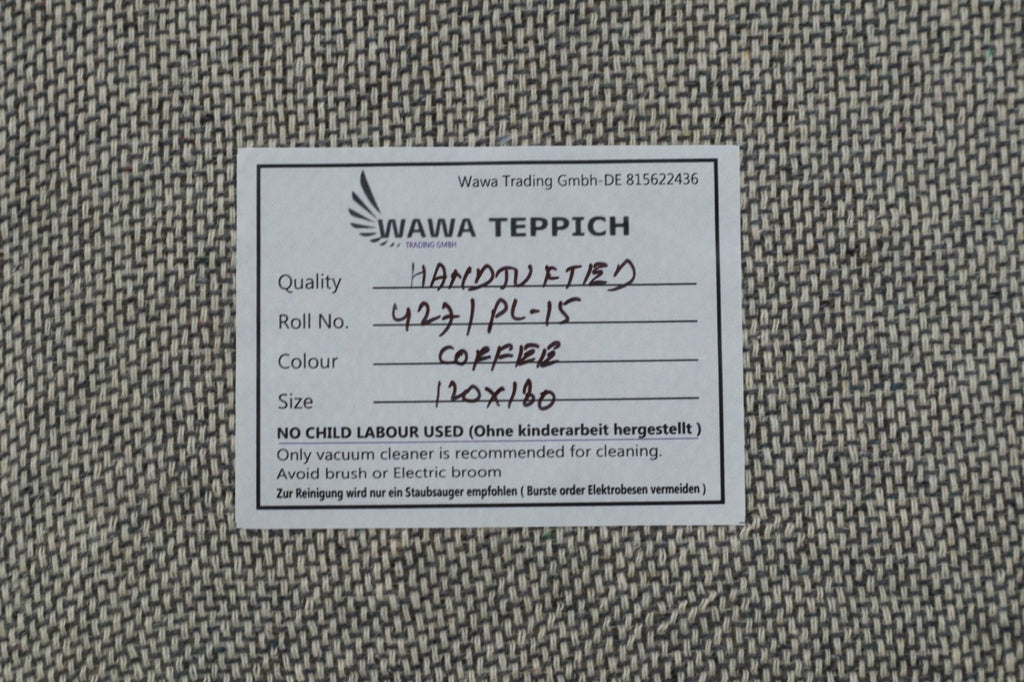 Wawa Trading Gmbh-DE 815622436
WAWA TEPPICH
TRADING GMBH
Quality HANDTUFTED
Roll No. 427/PL-15
Colour COFFEE
Size 120X180
NO CHILD LABOUR USED (Ohne kinderarbeit hergestellt )
Only vacuum cleaner is recommended for cleaning.
Avoid brush or Electric broom
Zur Reinigung wird nur ein Staubsauger empfohlen ( Burste order Elektrobesen vermeiden )